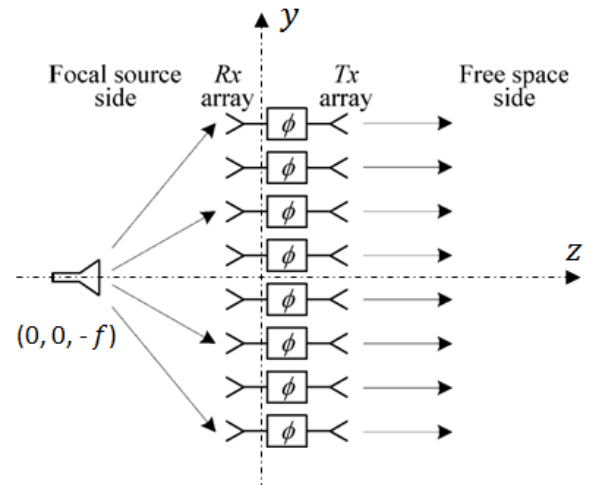 y
Focal source side
Rx array
Tx array
Free space side
ϕ
ϕ
ϕ
ϕ
z
(0, 0, -f)
ϕ
ϕ
ϕ
ϕ